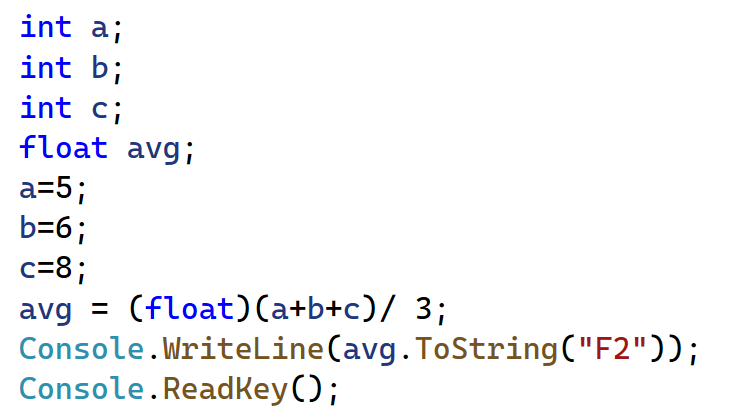 int a;
int b;
int c;
float avg;
a=5;
b=6;
c=8;
avg = (float)(a+b+c)/ 3;
Console.WriteLine(avg.ToString("F2"));
Console.ReadKey();